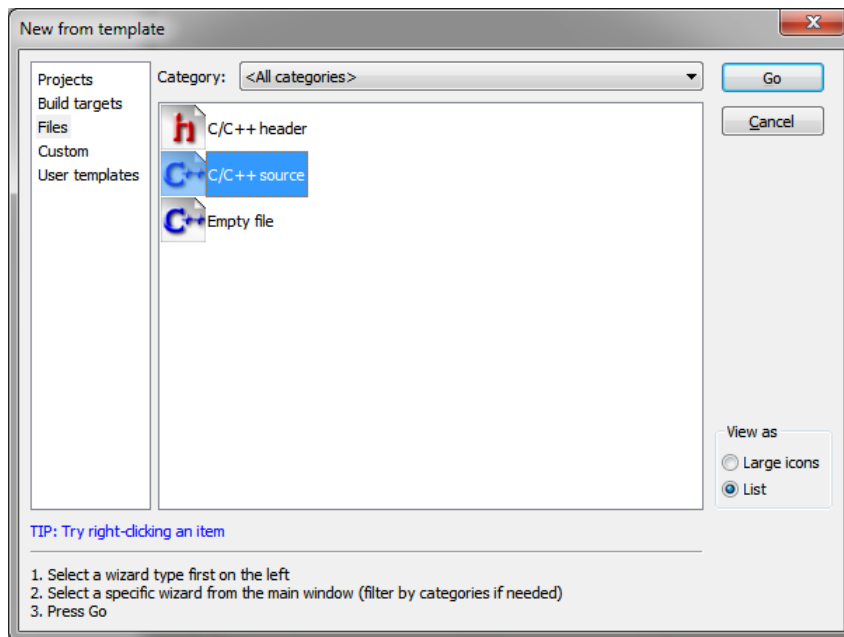 New from template
Projects
Build targets
Files
Custom
User templates
Category: <All categories>
C/C++ header
C/C++ source
Empty file
Go
Cancel
View as
Large icons
List
TIP: Try right-clicking an item
1. Select a wizard type first on the left
2. Select a specific wizard from the main window (filter by categories if needed)
3. Press Go